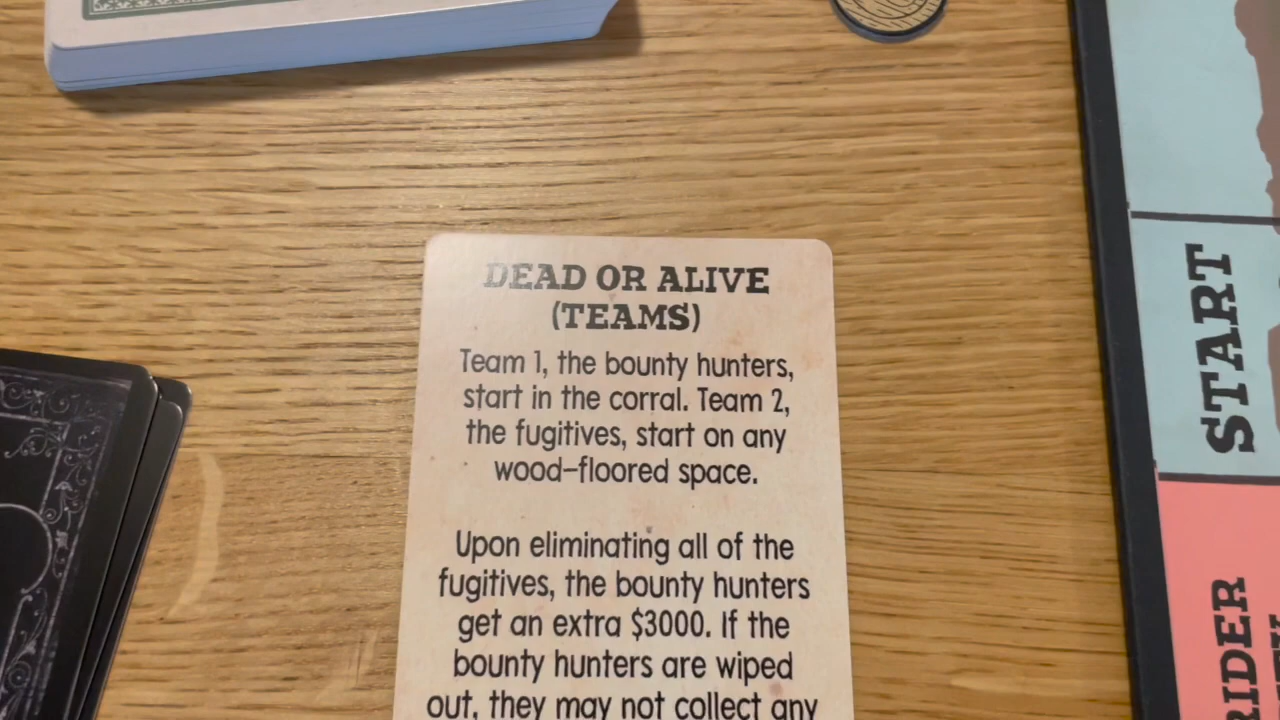 DEAD OR ALIVE
(TEAMS)
Team 1, the bounty hunters,
start in the corral. Team 2,
the fugitives, start on any
wood-floored space.
Upon eliminating all of the
fugitives, the bounty hunters
get an extra $3000. If the
bounty hunters are wiped
out, they may not collect any
START
RIDER